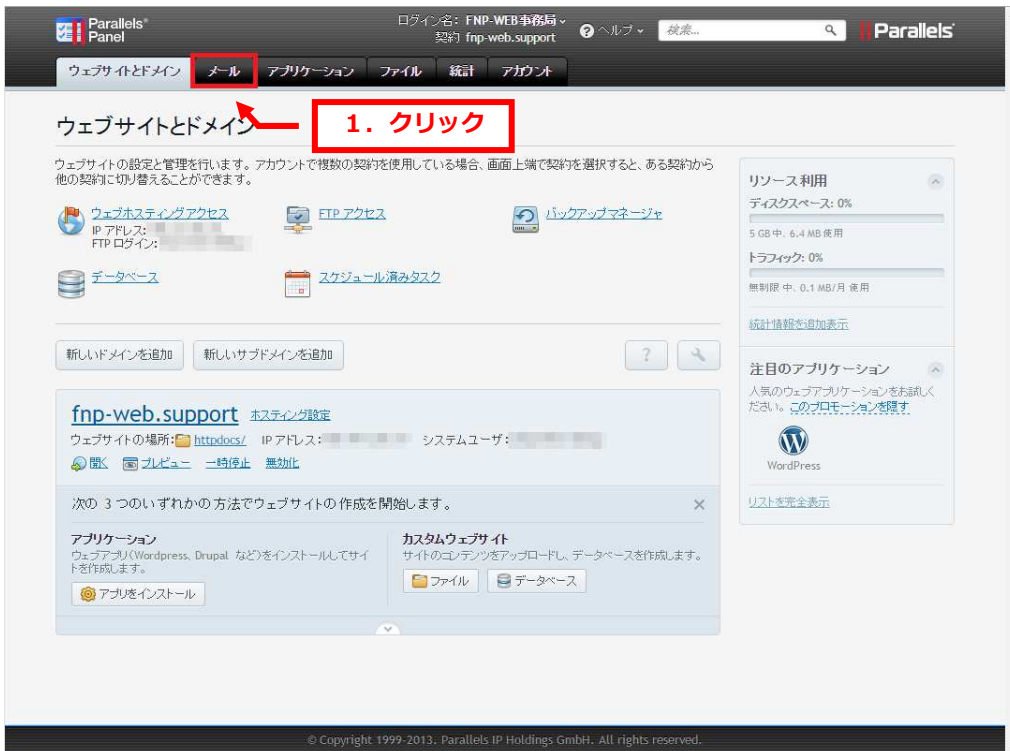 Parallels®
Panel
ログイン名: FNP-WEB事務局
契約 fnp-web.support
ヘルプ
検索...
Parallels
ウェブサイトとドメイン
メール
アプリケーション
ファイル
統計
アカウント
1．クリック
ウェブサイトとドメイン
ウェブサイトの設定と管理を行います。アカウントで複数の契約を使用している場合、画面上端で契約を選択すると、ある契約から
他の契約に切り替えることができます。
ウェブホスティングアクセス
IP アドレス:
FTP ログイン:
FTP アクセス
バックアップマネージャ
データベース
スケジュール済みタスク
新しいドメインを追加
新しいサブドメインを追加
?
fnp-web.support ホスティング設定
ウェブサイトの場所: httpdocs/ IP アドレス: システムユーザ:
開く プレビュー 一時停止 無効化
次の 3 つのいずれかの方法でウェブサイトの作成を開始します。
アプリケーション
ウェブアプリ(Wordpress、Drupal など)をインストールしてサイ
トを作成します。
アプリをインストール
カスタムウェブサイト
サイトのコンテンツをアップロードし、データベースを作成します。
ファイル
データベース
リソース利用
ディスクスペース: 0%
5 GB 中、6.4 MB 使用
トラフィック: 0%
無制限 中、0.1 MB/月 使用
統計情報を追加表示
注目のアプリケーション
人気のウェブアプリケーションをお試しく
ださい。このプロモーションを隠す
WordPress
リストを完全表示
© Copyright 1999-2013. Parallels IP Holdings GmbH. All rights reserved.